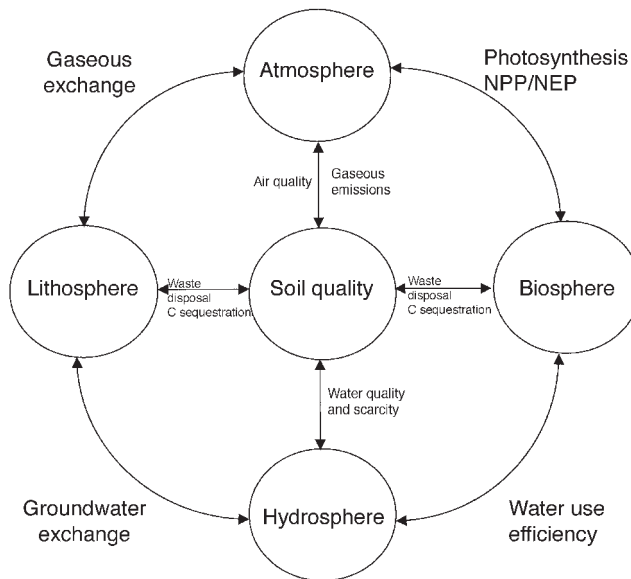 Gaseous
exchange
Atmosphere
Photosynthesis
NPP/NEP
Air quality
Gaseous
emissions
Lithosphere
Waste
disposal
C sequestration
Soil quality
Waste
disposal
C sequestration
Biosphere
Water quality
and scarcity
Groundwater
exchange
Hydrosphere
Water use
efficiency